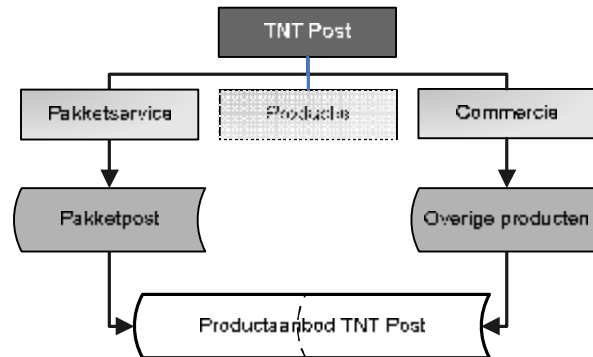 TNT Post
Pakketservice
Productie
Commercie
Pakketpost
Overige producten
Productaanbod TNT Post